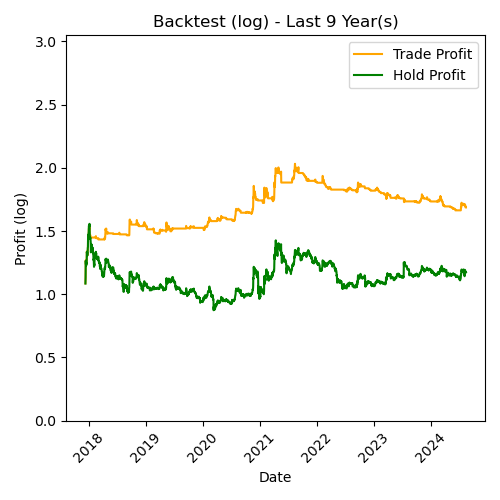 Backtest (log) - Last 9 Year(s)
Trade Profit
Hold Profit
Profit (log)
3.0
2.5
2.0
1.5
1.0
0.5
0.0
2018 2019 2020 2021 2022 2023 2024
Date